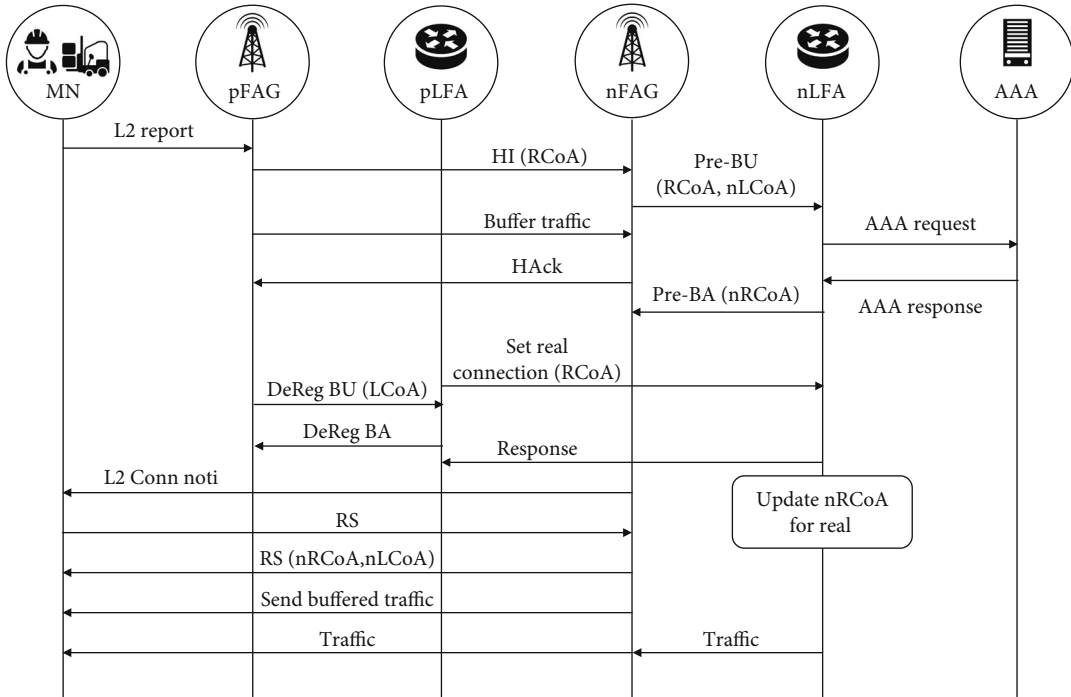 MN
pFAG
pLFA
nFAG
nLFA
AAA
L2 report
HI (RCoA)
Pre-BU
(RCoA, nLCoA)
Buffer traffic
AAA request
HAck
Pre-BA (nRCoA)
AAA response
Set real
connection (RCoA)
DeReg BU (LCoA)
DeReg BA
Response
L2 Conn noti
Update nRCoA
for real
RS
RS (nRCoA,nLCoA)
Send buffered traffic
Traffic
Traffic